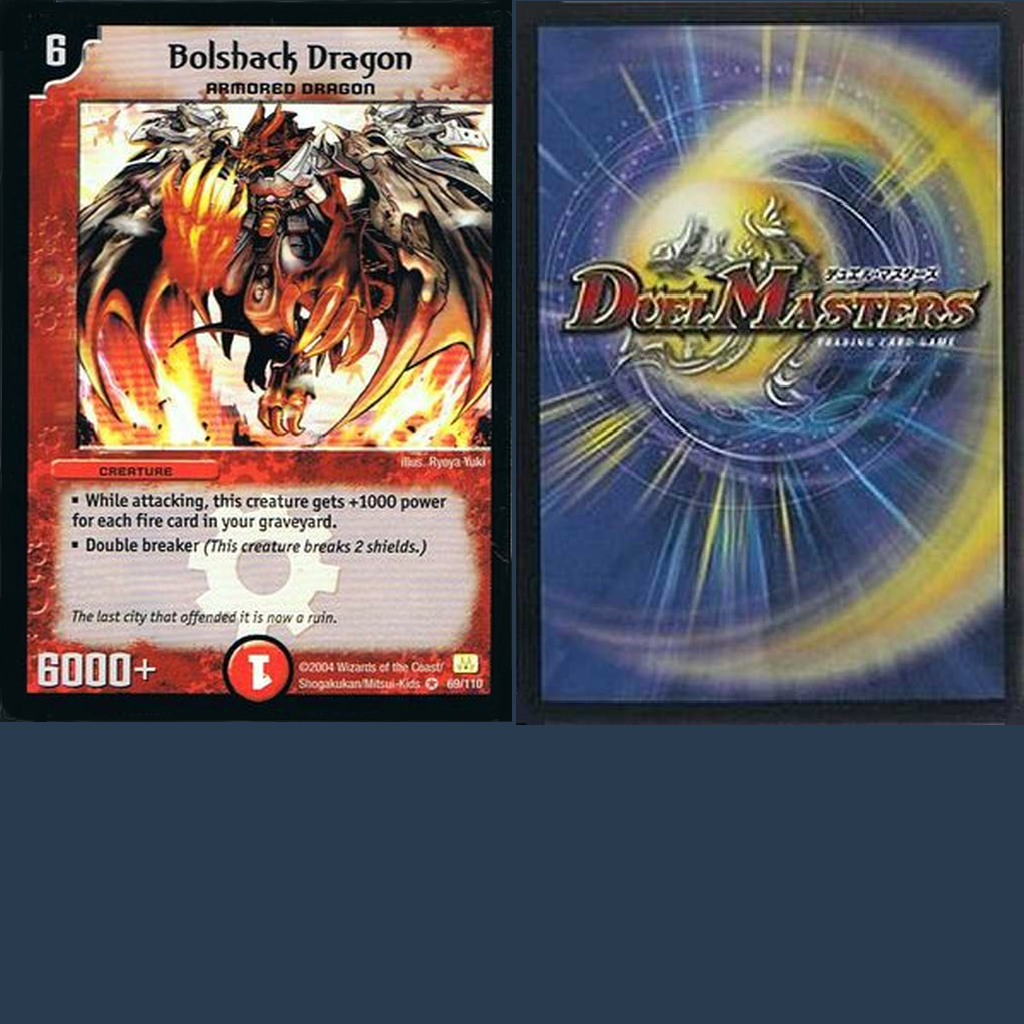 6
Bolshack Dragon
ARMORED DRAGON
illus. Ryoya Yuki
CREATURE
▪ While attacking, this creature gets +1000 power
for each fire card in your graveyard.
▪ Double breaker (This creature breaks 2 shields.)
The last city that offended it is now a ruin.
6000+
1
©2004 Wizards of the Coast/
Shogakukan/Mitsui-Kids ✪ 69/110
デュエル・マスターズ
DUEL MASTERS
TRADING CARD GAME